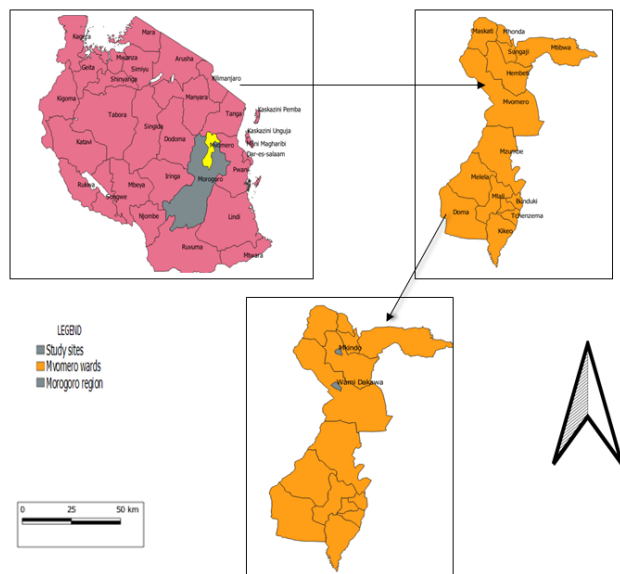 Mara
Kagera
Mwanza
Arusha
Geita
Simiyu
Shinyanga
Kilimanjaro
Kigoma
Manyara
Tabora
Tanga
Kaskazini Pemba
Singida
Dodoma
Kaskazini Unguja
Katavi
Mvomero
Mjini Magharibi
Dar-es-salaam
Iringa
Pwani
Morogoro
Rukwa
Mbeya
Songwe
Njombe
Lindi
Ruvuma
Mtwara
Maskati
Mhonda
Sungaji
Mtibwa
Hembeti
Mvomero
Mzumbe
Melela
Mlali
Bunduki
Doma
Tchenzema
Kikeo
LEGEND
Study sites
Mvomero wards
Morogoro region
Mkindo
Wami Dakawa
0 25 50 km